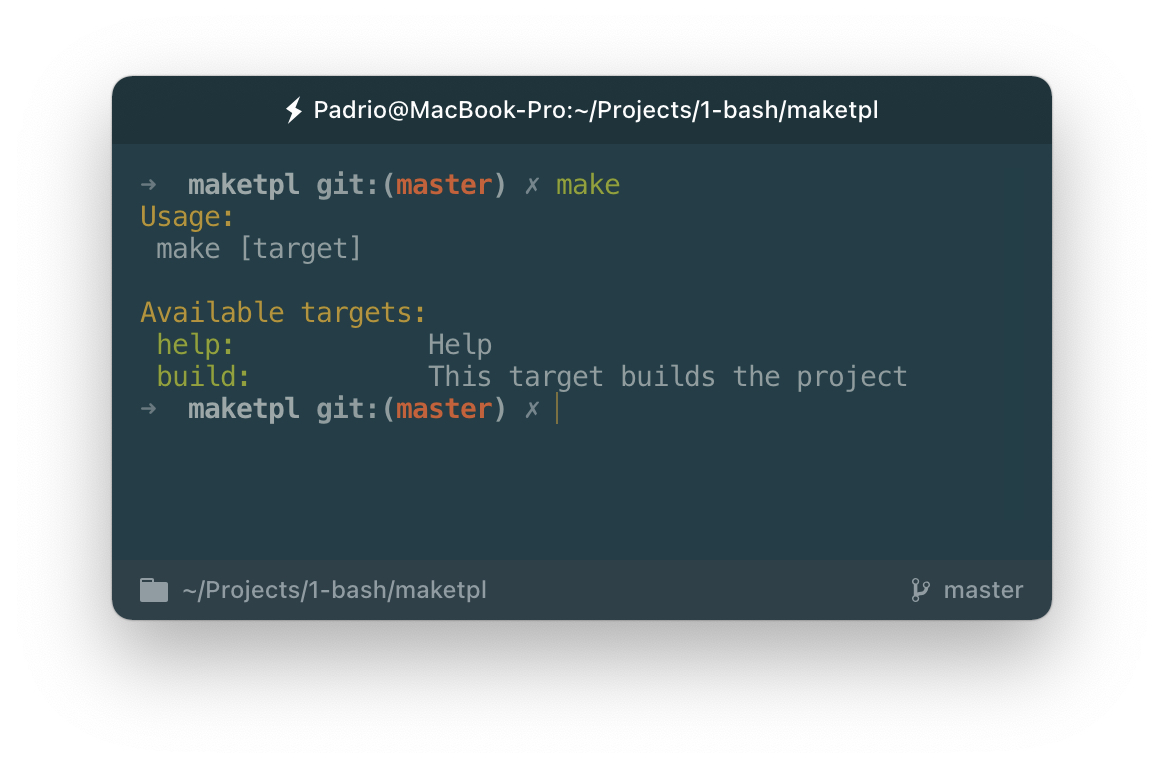 Padrio@MacBook-Pro:~/Projects/1-bash/maketpl
➜  maketpl git:(master) ✗ make
Usage:
 make [target]

Available targets:
 help:            Help
 build:           This target builds the project
➜  maketpl git:(master) ✗
~/Projects/1-bash/maketpl
master